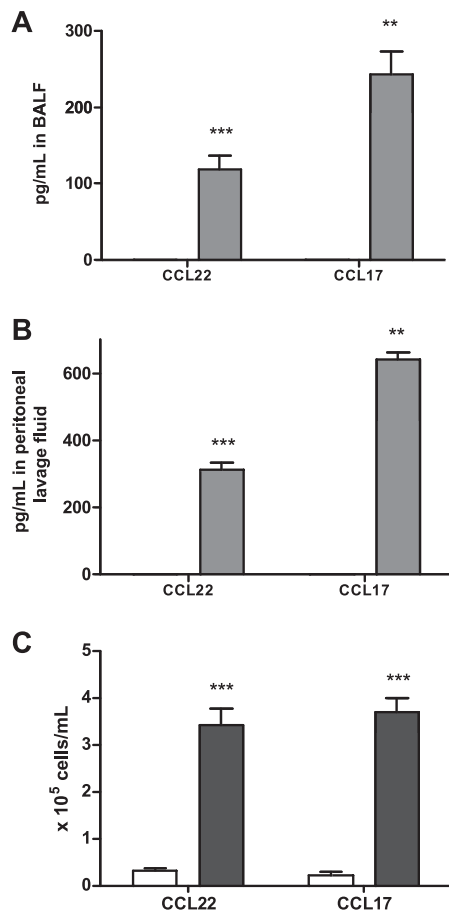 A
pg/mL in BALF
300
200
100
0
**
***
CCL22 CCL17
B
pg/mL in peritoneal
lavage fluid
600
400
200
0
**
***
CCL22 CCL17
C
x 10⁵ cells/mL
5
4
3
2
1
0
*** ***
CCL22 CCL17